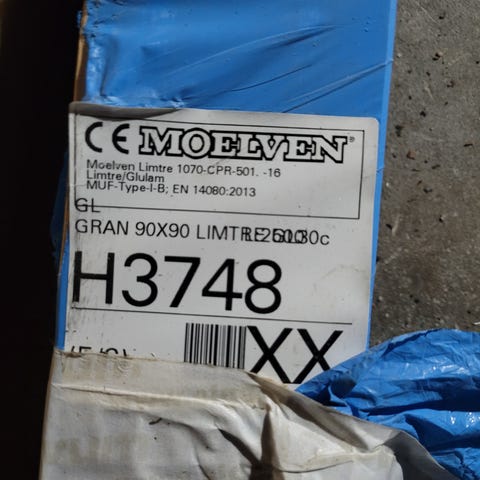 CE MOELVEN®
Moelven Limtre 1070-CPR-501. -16
Limtre/Glulam
MUF-Type-I-B; EN 14080:2013
GL
GRAN 90X90 LIMTRE
H3748
XX